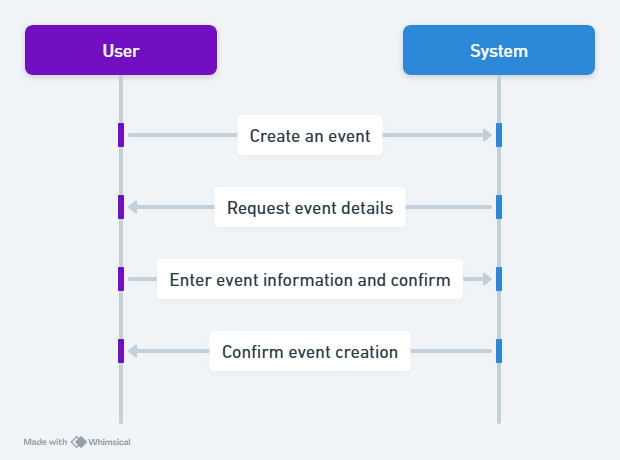 User
System
Create an event
Request event details
Enter event information and confirm
Confirm event creation
Made with Whimsical